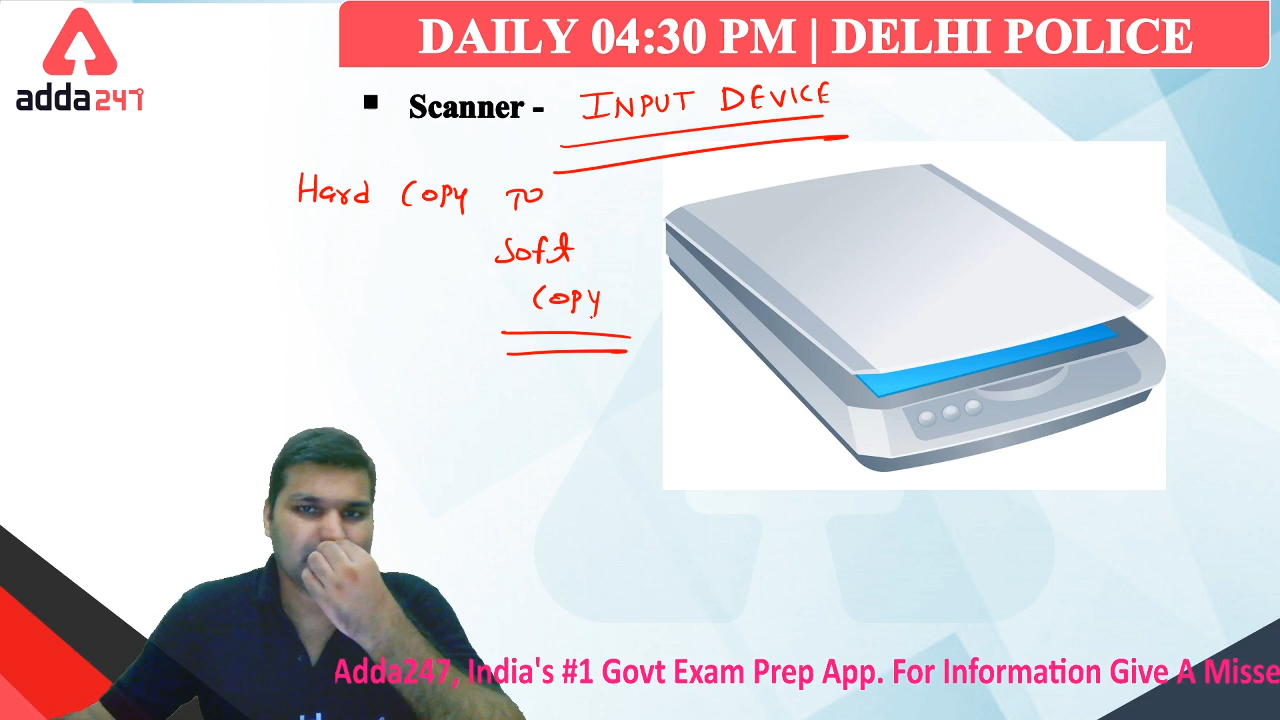 DAILY 04:30 PM | DELHI POLICE
adda247
▪ Scanner - INPUT DEVICE
Hard Copy To
Soft
Copy
Adda247, India's #1 Govt Exam Prep App. For Information Give A Misse